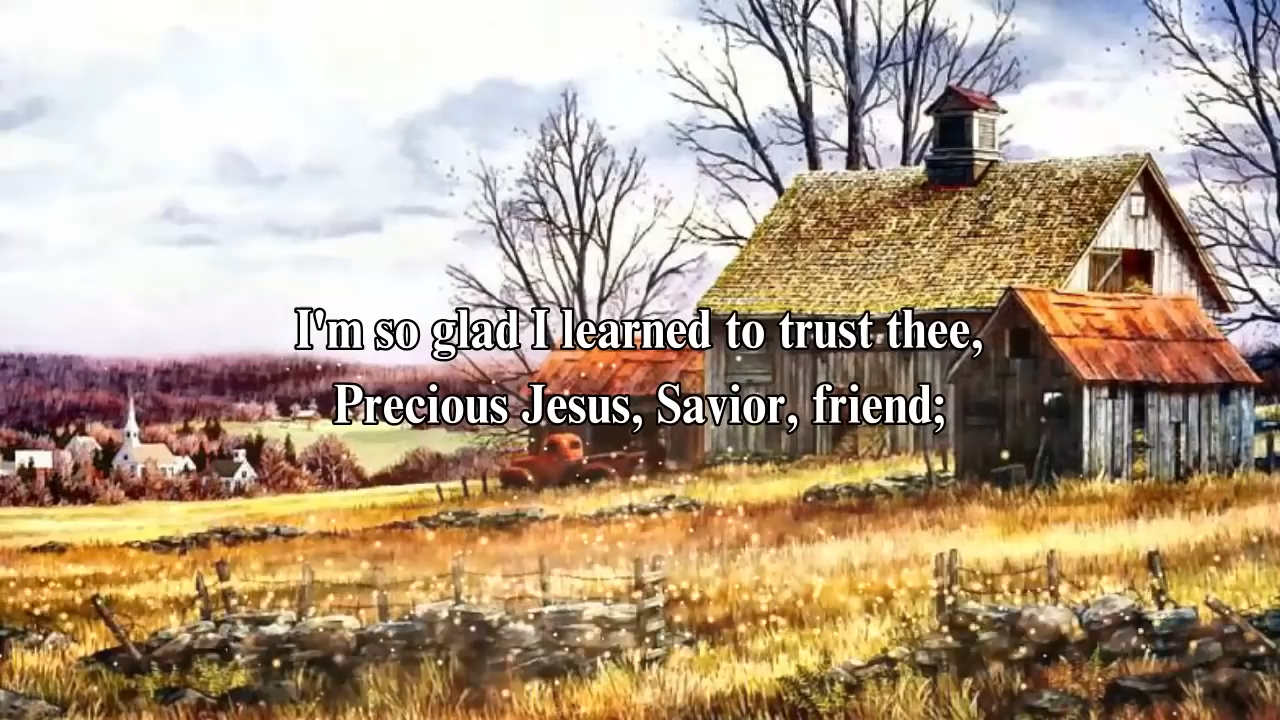 I'm so glad I learned to trust thee,
Precious Jesus, Savior, friend;